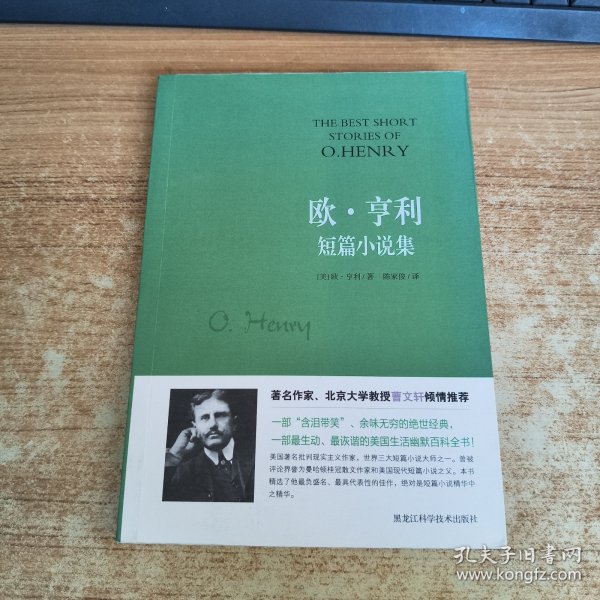 THE BEST SHORT
STORIES OF
O.HENRY
欧·亨利
短篇小说集
[美]欧·亨利/著 陈家俊/译
O. Henry
著名作家、北京大学教授曹文轩倾情推荐
一部“含泪带笑”、余味无穷的绝世经典,
一部最生动、最诙谐的美国生活幽默百科全书!
美国著名批判现实主义作家,世界三大短篇小说大师之一。曾被
评论界誉为曼哈顿桂冠散文作家和美国现代短篇小说之父。本书
精选了他最负盛名、最具代表性的佳作,绝对是短篇小说精华中
之精华。
黑龙江科学技术出版社
孔夫子旧书网
www.kongfz.com